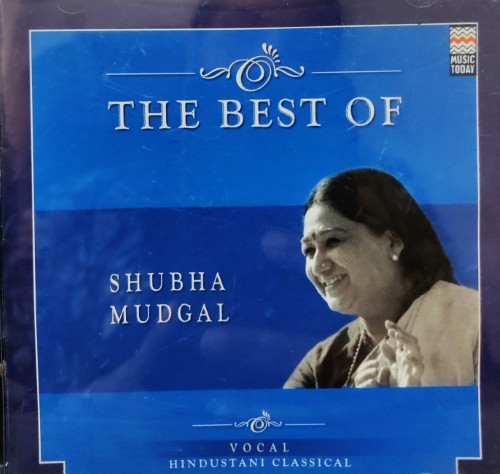 MUSIC
TODAY
THE BEST OF
SHUBHA
MUDGAL
VOCAL
HINDUSTANI CLASSICAL